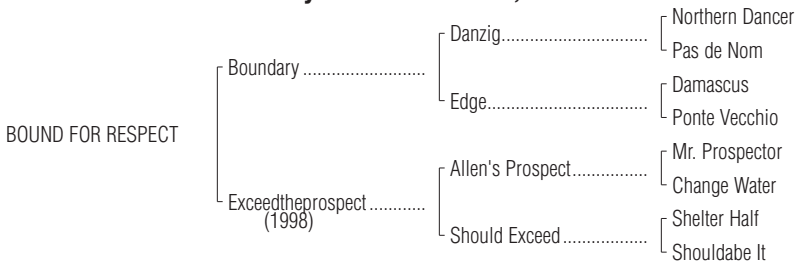 Northern Dancer
Danzig..............................
Pas de Nom
Boundary .........................
Damascus
Edge.................................
Ponte Vecchio
BOUND FOR RESPECT
Mr. Prospector
Allen's Prospect................
Change Water
Exceedtheprospect ............
(1998)
Shelter Half
Should Exceed..................
Shouldabe It